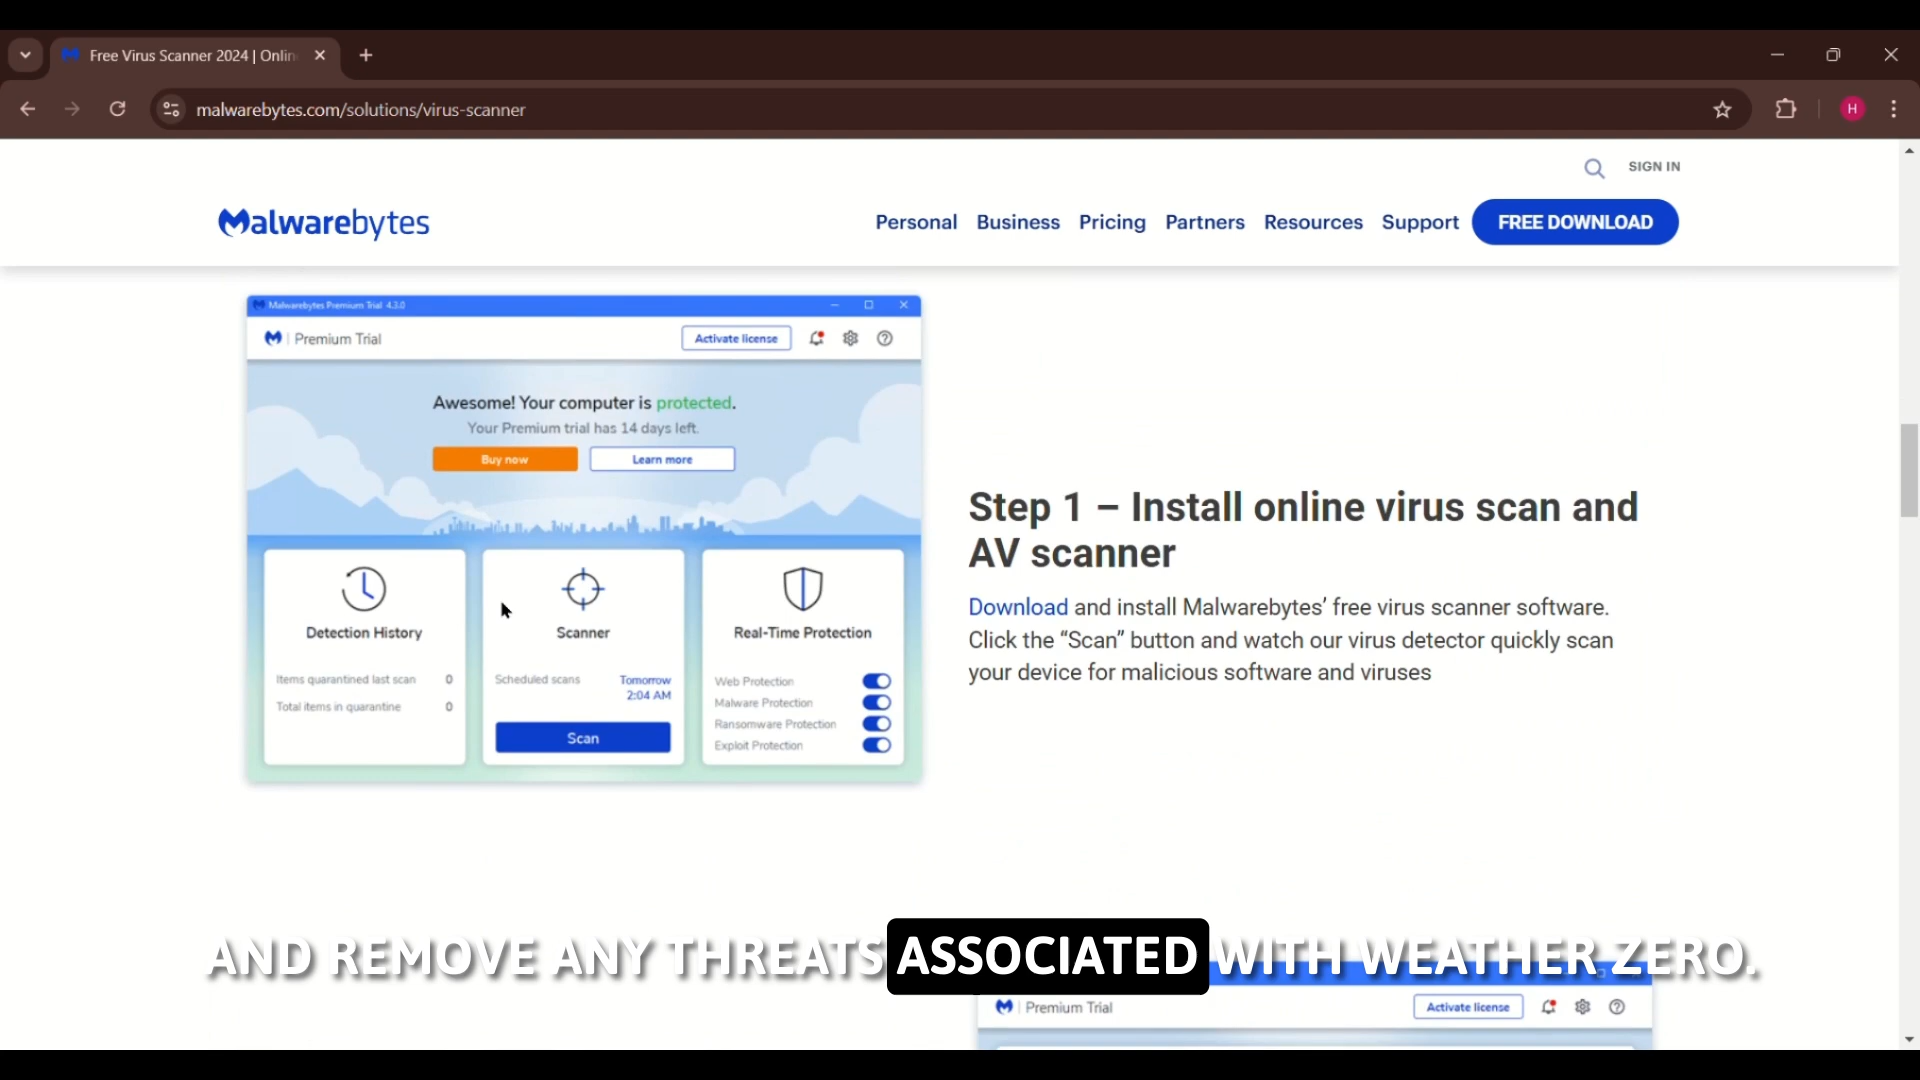 Free Virus Scanner 2024 | Onlin
malwarebytes.com/solutions/virus-scanner
H
SIGN IN
Malwarebytes
Personal Business Pricing Partners Resources Support FREE DOWNLOAD
Malwarebytes Premium Trial 4.3.0
Premium Trial
Activate license
Awesome! Your computer is protected.
Your Premium trial has 14 days left.
Buy now
Learn more
Detection History
Items quarantined last scan 0
Total items in quarantine 0
Scanner
Scheduled scans Tomorrow
2:04 AM
Scan
Real-Time Protection
Web Protection
Malware Protection
Ransomware Protection
Exploit Protection
Step 1 – Install online virus scan and
AV scanner
Download and install Malwarebytes’ free virus scanner software.
Click the “Scan” button and watch our virus detector quickly scan
your device for malicious software and viruses
AND REMOVE ANY THREATS ASSOCIATED WITH WEATHER ZERO.
Premium Trial
Activate license